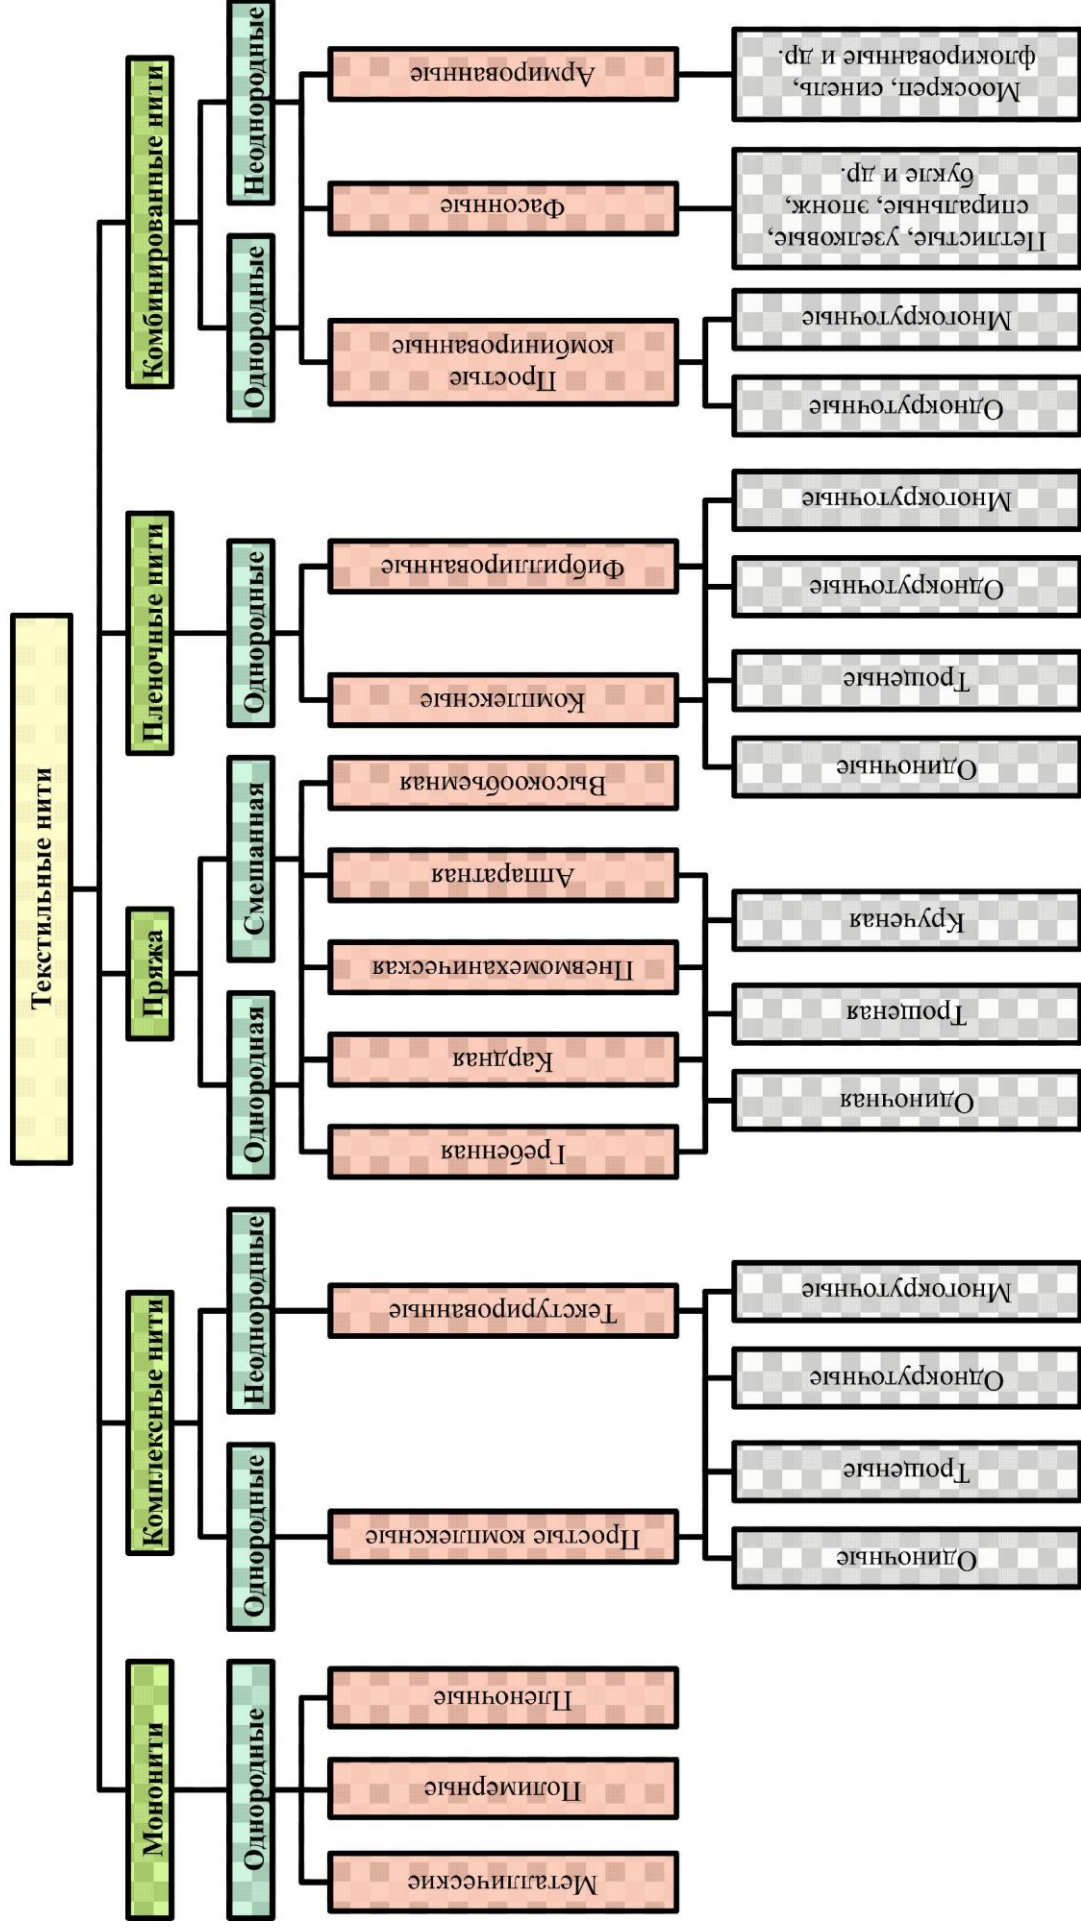 Текстильные нити
Мононити
Комплексные нити
Пряжа
Пленочные нити
Комбинированные нити
Однородные
Однородные
Неоднородные
Однородная
Смешанная
Однородные
Однородные
Неоднородные
Металлические
Полимерные
Пленочные
Простые комплексные
Текстурированные
Гребенная
Кардная
Пневмомеханическая
Аппаратная
Высокообъемная
Комплексные
Фибриллированные
Простые
комбинированные
Фасонные
Армированные
Одиночные
Трощеные
Однокруточные
Многокруточные
Одиночная
Трощеная
Крученая
Одиночные
Трощеные
Однокруточные
Многокруточные
Однокруточные
Многокруточные
Петлистые, узелковые,
спиральные, эпонж,
букле и др.
Мооскреп, синель,
флокированные и др.